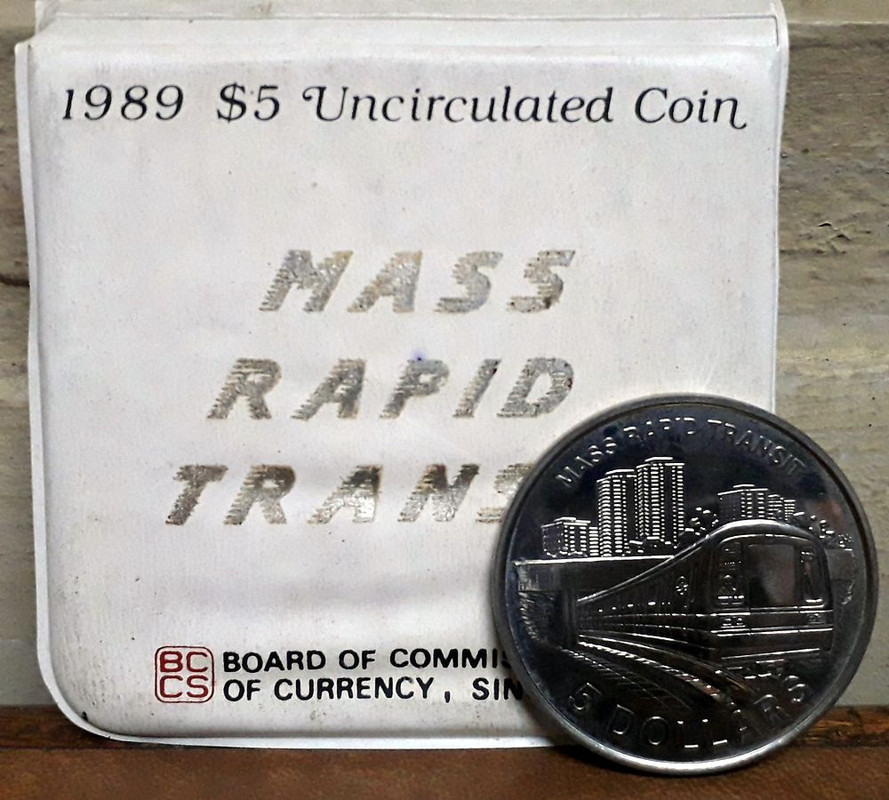 1989 $5 Uncirculated Coin
MASS
RAPID
TRANS
BC
CS
BOARD OF COMMIS
OF CURRENCY, SIN
MASS RAPID TRANSIT
5 DOLLARS